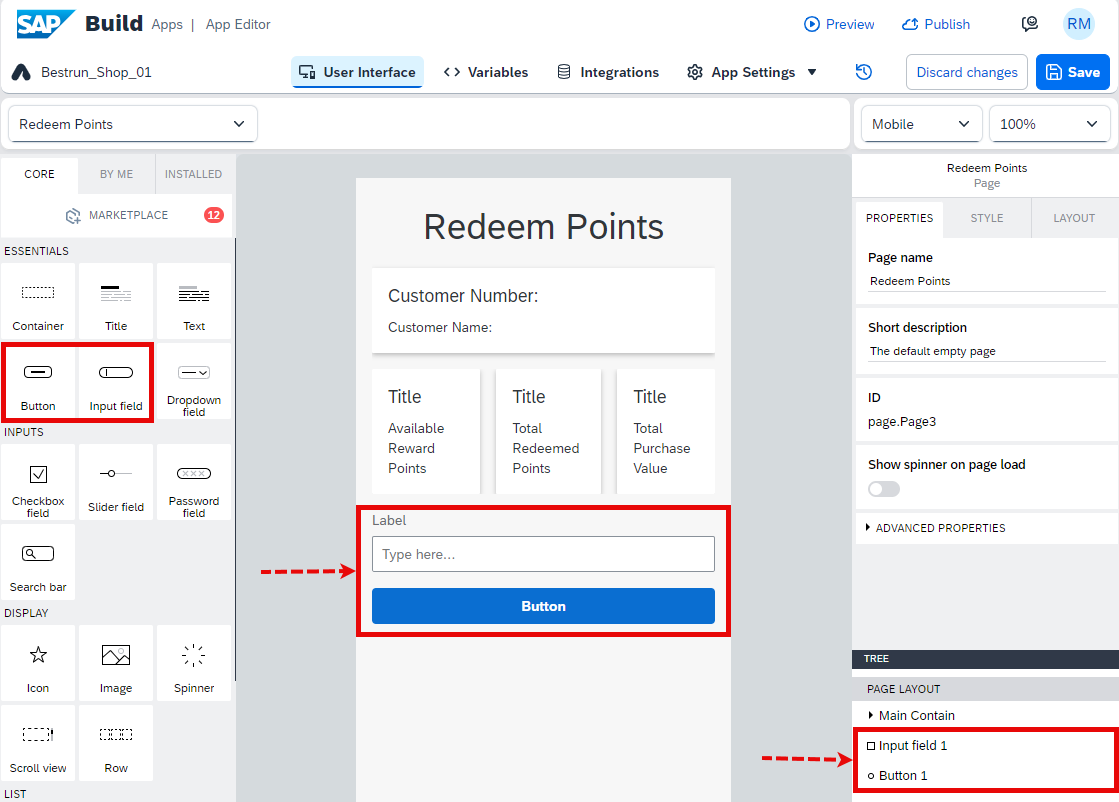 SAP Build Apps | App Editor
Preview
Publish
RM
Bestrun_Shop_01
User Interface
Variables
Integrations
App Settings
Discard changes
Save
Redeem Points
Mobile
100%
CORE
BY ME
INSTALLED
MARKETPLACE
12
ESSENTIALS
Container
Title
Text
Button
Input field
Dropdown
field
INPUTS
Checkbox
field
Slider field
Password
field
Search bar
DISPLAY
Icon
Image
Spinner
Scroll view
Row
LIST
Redeem Points
Customer Number:
Customer Name:
Title
Available
Reward
Points
Title
Total
Redeemed
Points
Title
Total
Purchase
Value
Label
Type here...
Button
Redeem Points
Page
PROPERTIES
STYLE
LAYOUT
Page name
Redeem Points
Short description
The default empty page
ID
page.Page3
Show spinner on page load
ADVANCED PROPERTIES
TREE
PAGE LAYOUT
Main Contain
Input field 1
Button 1